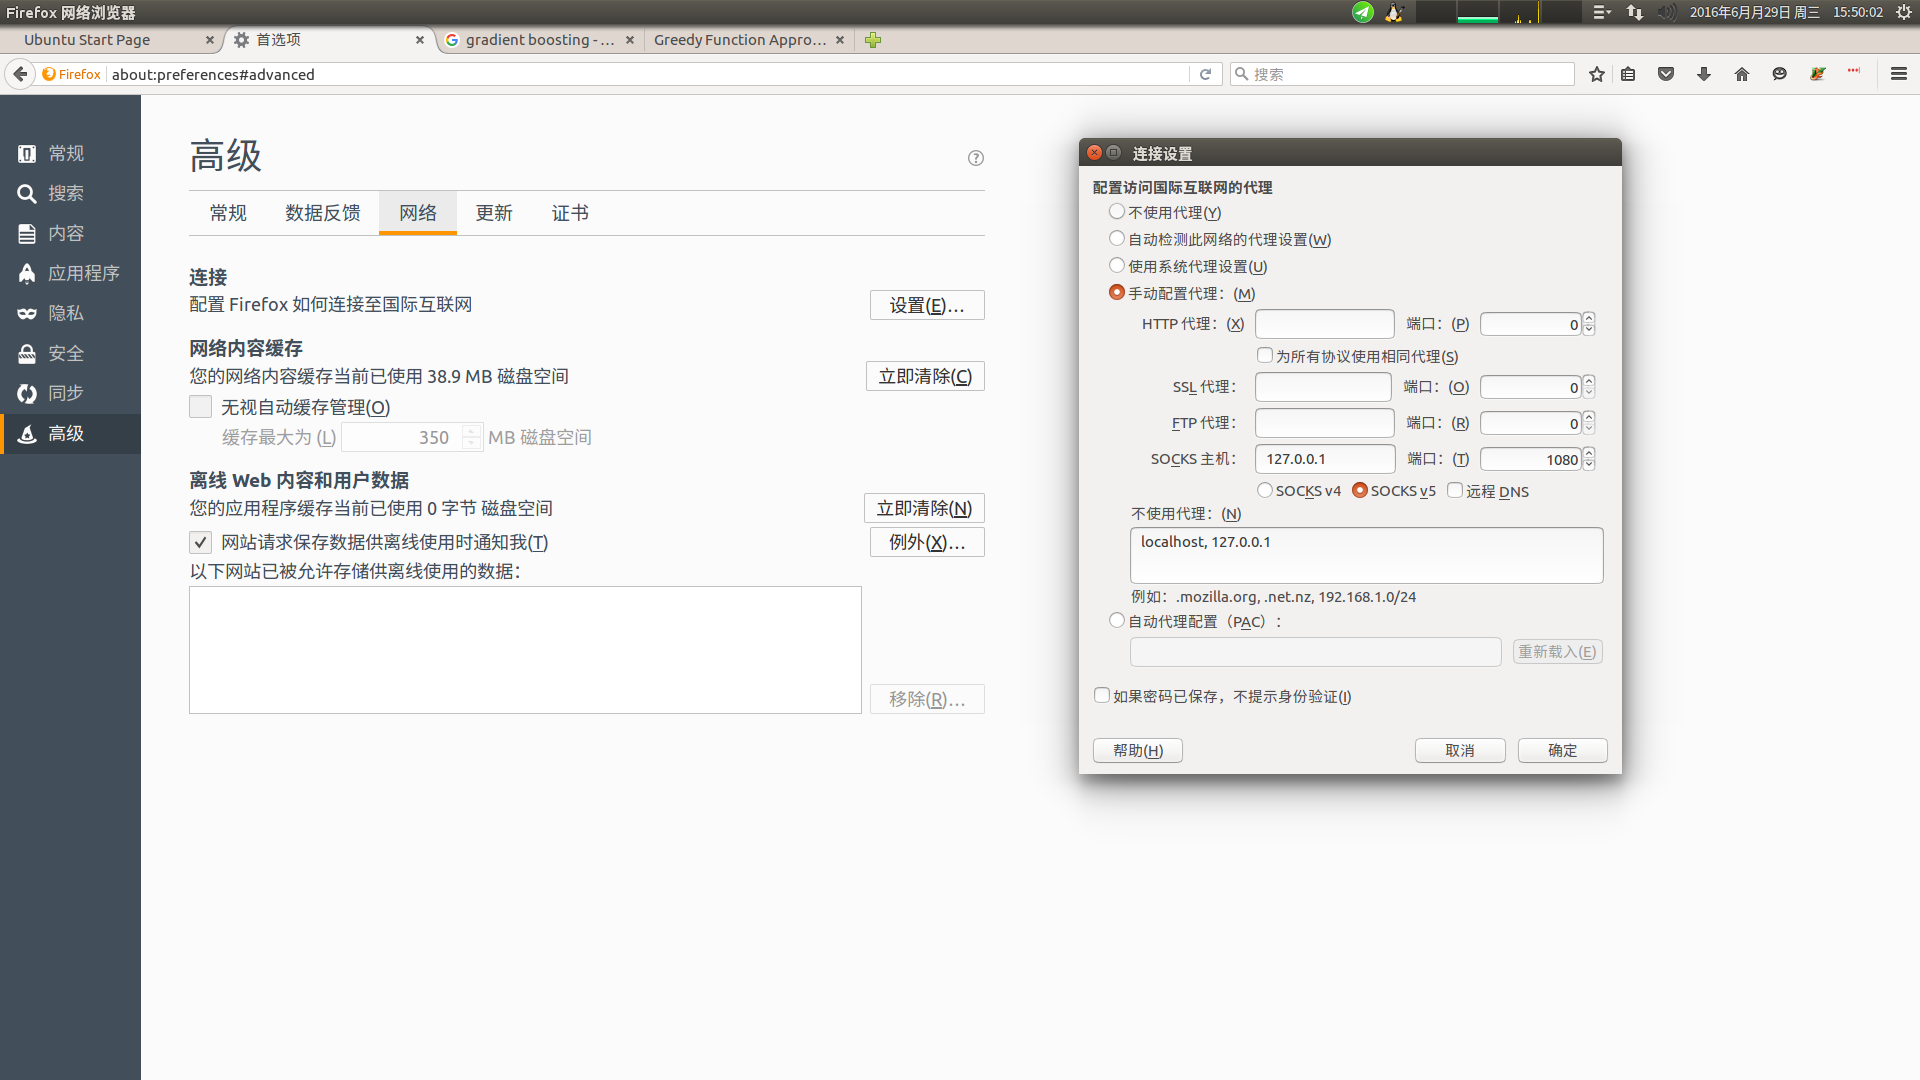 Firefox 网络浏览器
2016年6月29日 周三 15:50:02
Ubuntu Start Page
首选项
gradient boosting - ...
Greedy Function Appro...
Firefox
about:preferences#advanced
搜索
常规
搜索
内容
应用程序
隐私
安全
同步
高级
高级
常规 数据反馈 网络 更新 证书
连接
配置 Firefox 如何连接至国际互联网
设置(E)...
网络内容缓存
您的网络内容缓存当前已使用 38.9 MB 磁盘空间
立即清除(C)
无视自动缓存管理(O)
缓存最大为 (L) 350 MB 磁盘空间
离线 Web 内容和用户数据
您的应用程序缓存当前已使用 0 字节 磁盘空间
立即清除(N)
网站请求保存数据供离线使用时通知我(T)
例外(X)...
以下网站已被允许存储供离线使用的数据：
移除(R)...
连接设置
配置访问国际互联网的代理
不使用代理(Y)
自动检测此网络的代理设置(W)
使用系统代理设置(U)
手动配置代理：(M)
HTTP 代理：(X) 端口：(P) 0
为所有协议使用相同代理(S)
SSL 代理： 端口：(O) 0
FTP 代理： 端口：(R) 0
SOCKS 主机： 127.0.0.1 端口：(T) 1080
SOCKS v4 SOCKS v5 远程 DNS
不使用代理：(N)
localhost, 127.0.0.1
例如：.mozilla.org, .net.nz, 192.168.1.0/24
自动代理配置（PAC）：
重新载入(E)
如果密码已保存，不提示身份验证(I)
帮助(H) 取消 确定